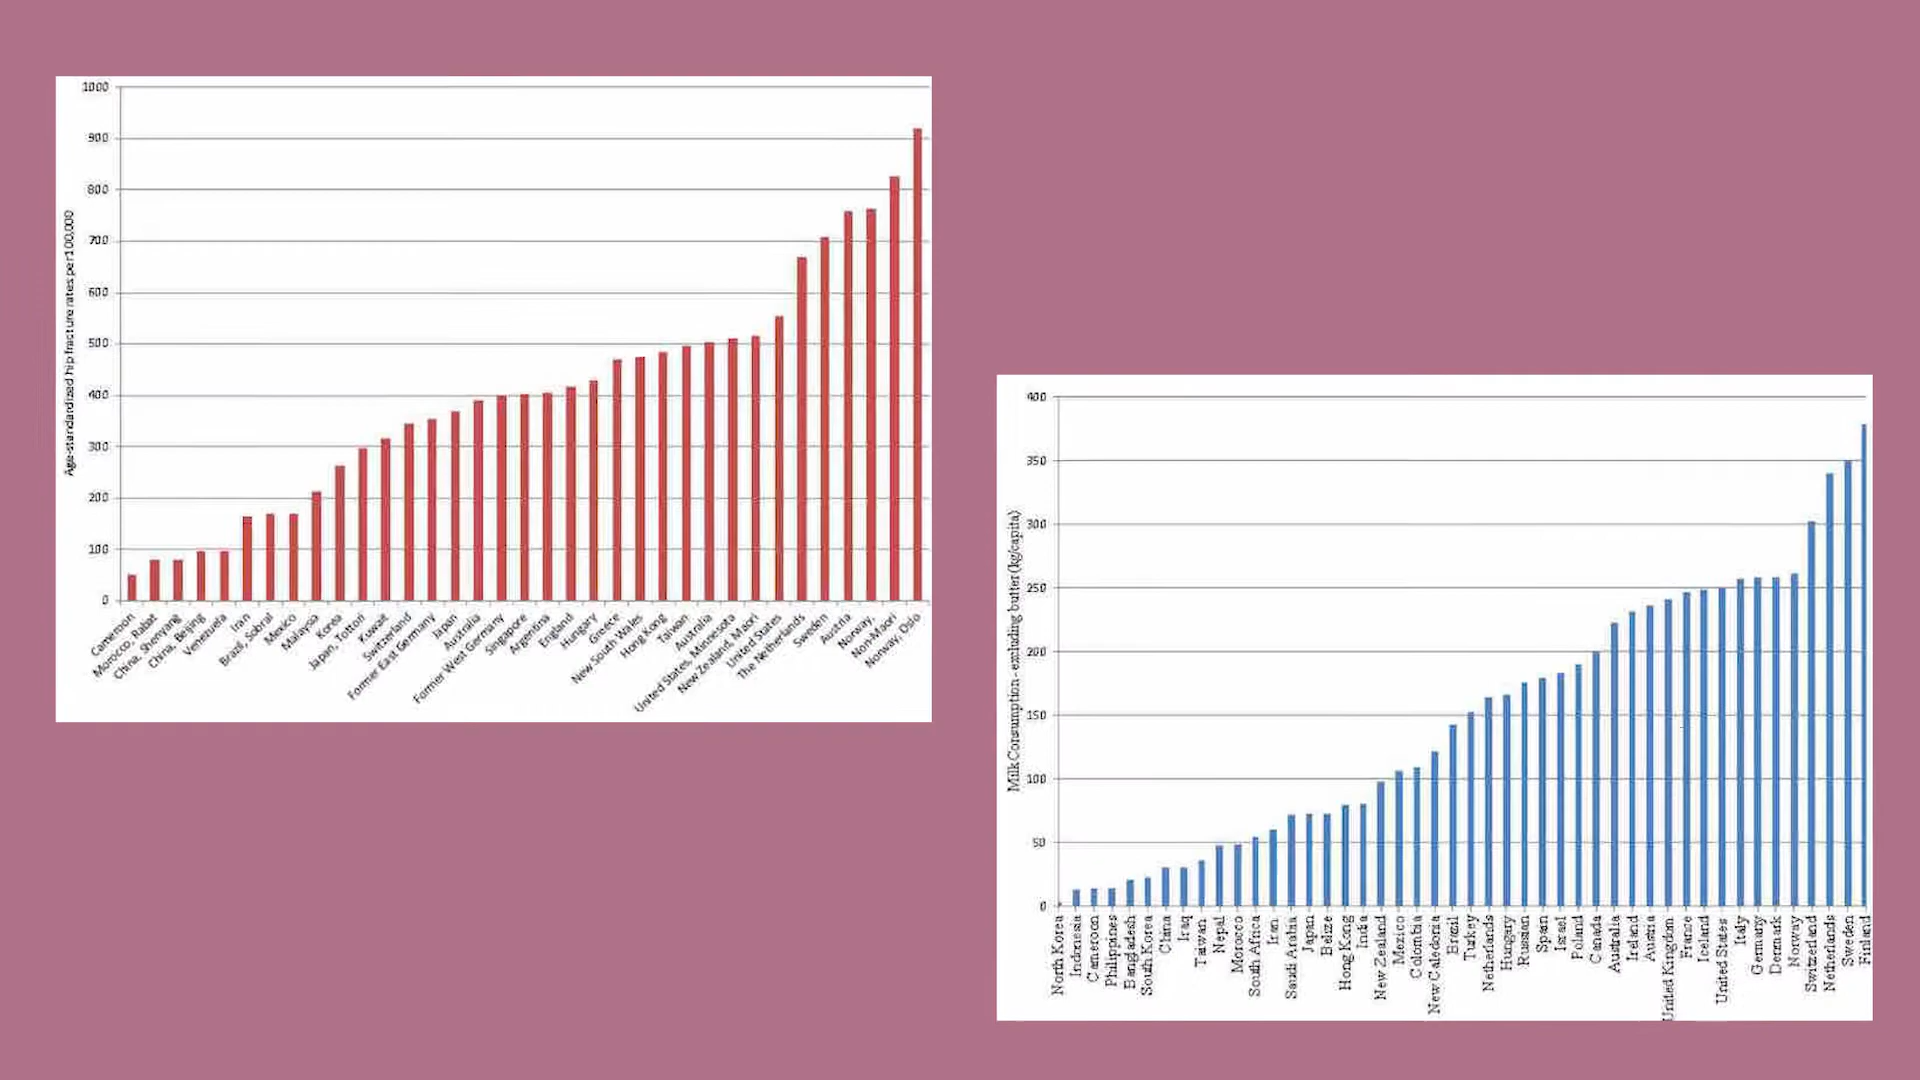 1000
900
800
700
600
500
400
300
200
100
0
Age-standardized hip fracture rates per 100,000
Cameroon
Morocco, Rabat
China, Shenyang
China, Beijing
Venezuela
Iran
Brazil, Sobral
Mexico
Malaysia
Korea
Japan, Tottori
Kuwait
Switzerland
Former East Germany
Japan
Australia
Former West Germany
Singapore
Argentina
England
Hungary
Greece
New South Wales
Hong Kong
Taiwan
Australia
United States, Minnesota
New Zealand, Maori
United States
The Netherlands
Sweden
Austria
Norway,
Non-Maori
Norway, Oslo
400
350
300
250
200
150
100
50
0
Milk Consumption - excluding butter (kg/capita)
North Korea
Indonesia
Cameroon
Philippines
Bangladesh
South Korea
China
Iraq
Taiwan
Nepal
Morocco
South Africa
Iran
Saudi Arabia
Japan
Belize
Hong Kong
India
New Zealand
Mexico
Colombia
New Caledonia
Brazil
Turkey
Netherlands
Hungary
Russian
Spain
Israel
Poland
Canada
Australia
Ireland
Austria
United Kingdom
France
Iceland
United States
Italy
Germany
Denmark
Norway
Switzerland
Netherlands
Sweden
Finland